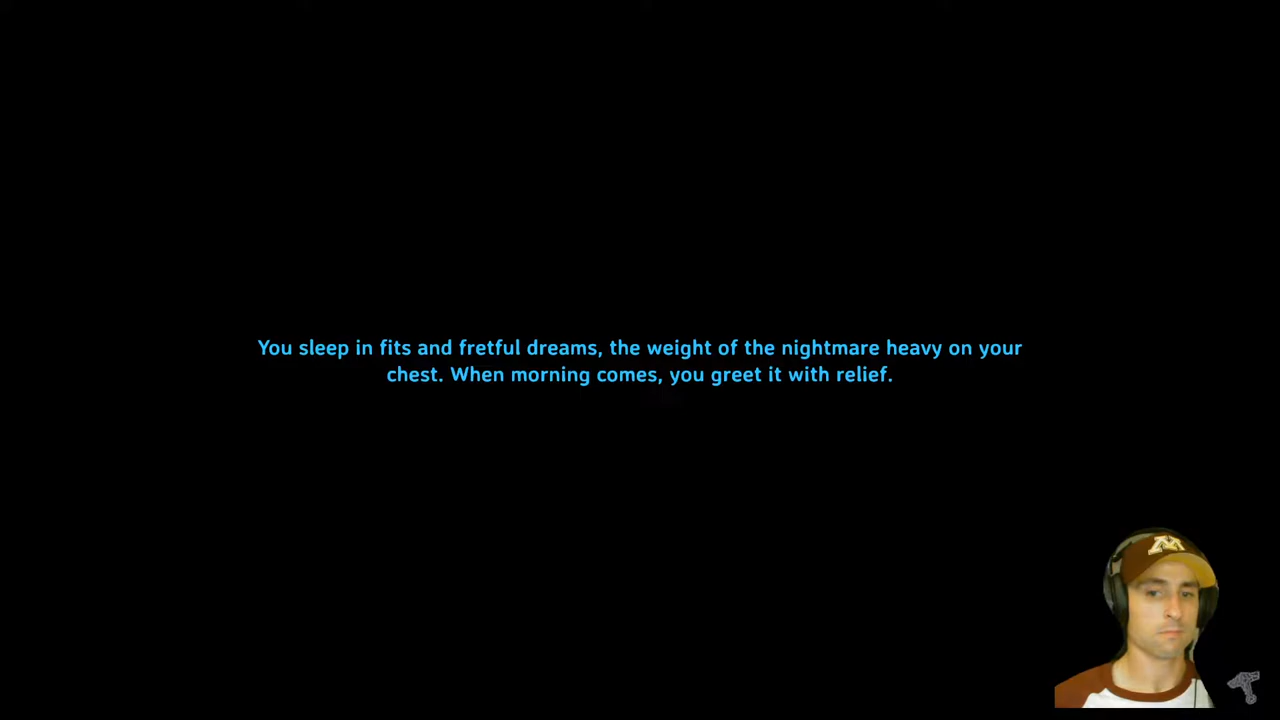 You sleep in fits and fretful dreams, the weight of the nightmare heavy on your
chest. When morning comes, you greet it with relief.
M